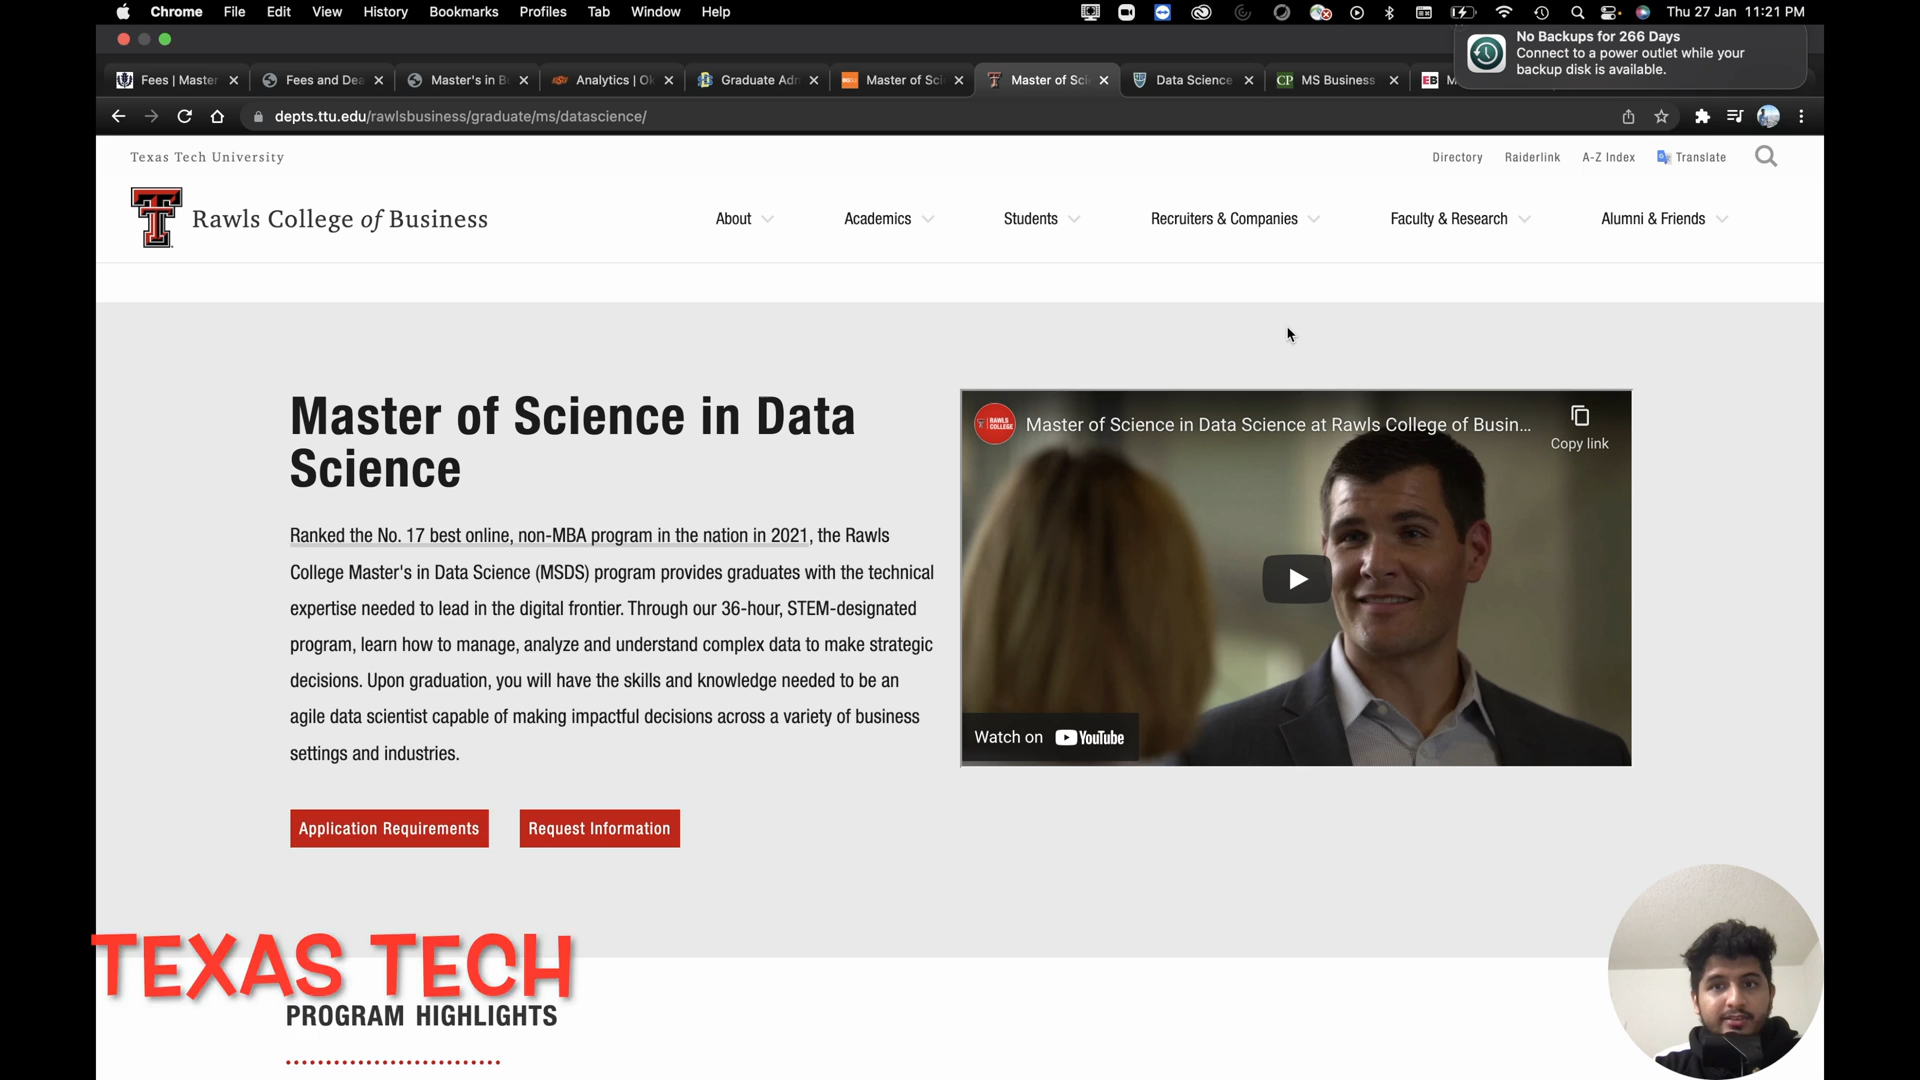 Chrome File Edit View History Bookmarks Profiles Tab Window Help Thu 27 Jan 11:21 PM
No Backups for 266 Days
Connect to a power outlet while your
backup disk is available.
Fees | Master Fees and Dea Master's in B Analytics | Ok Graduate Adm Master of Sci Master of Sci Data Science CP MS Business EB
depts.ttu.edu/rawlsbusiness/graduate/ms/datascience/
Texas Tech University Directory Raiderlink A-Z Index Translate
Rawls College of Business About Academics Students Recruiters & Companies Faculty & Research Alumni & Friends
Master of Science in Data
Science
Ranked the No. 17 best online, non-MBA program in the nation in 2021, the Rawls
College Master's in Data Science (MSDS) program provides graduates with the technical
expertise needed to lead in the digital frontier. Through our 36-hour, STEM-designated
program, learn how to manage, analyze and understand complex data to make strategic
decisions. Upon graduation, you will have the skills and knowledge needed to be an
agile data scientist capable of making impactful decisions across a variety of business
settings and industries.
Application Requirements Request Information
RAWLS COLLEGE
Master of Science in Data Science at Rawls College of Busin...
Copy link
Watch on YouTube
TEXAS TECH
PROGRAM HIGHLIGHTS